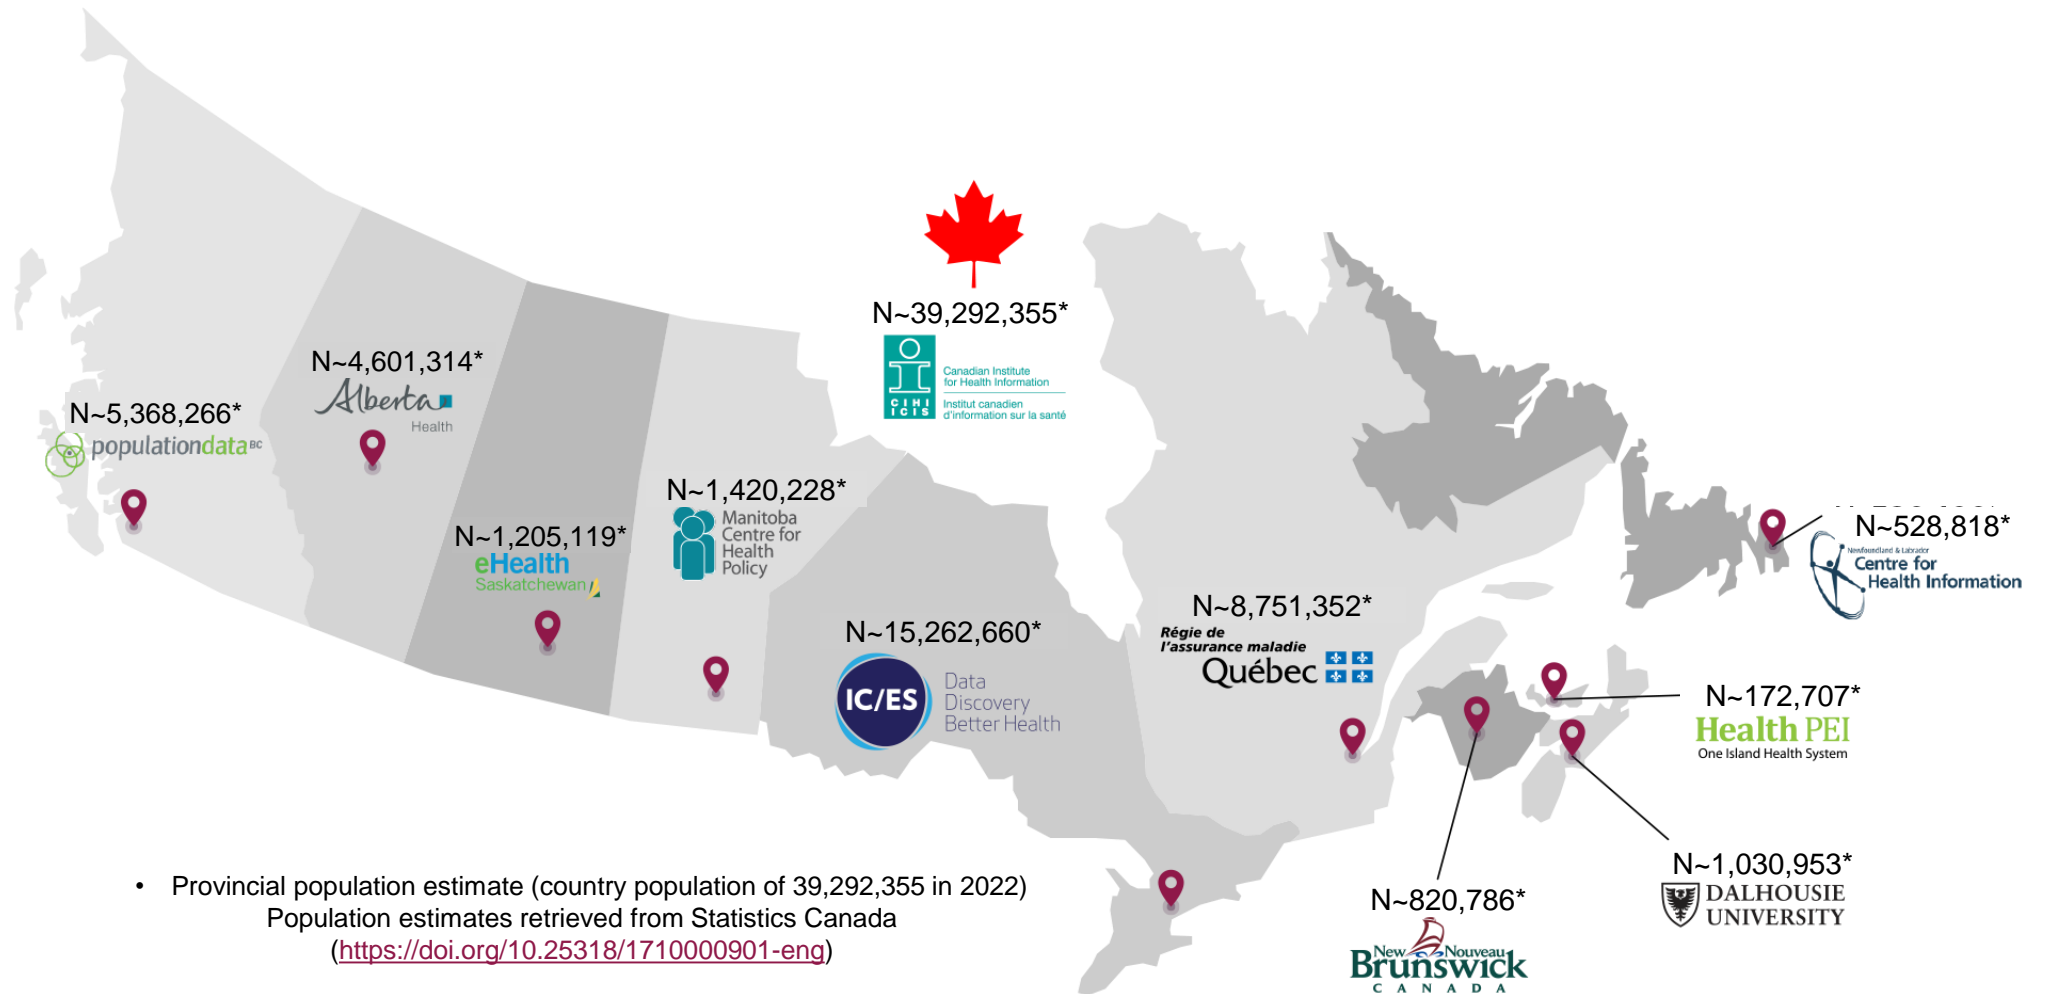 N~39,292,355*
CIHI
ICIS
Canadian Institute
for Health Information
Institut canadien
d'information sur la santé
N~4,601,314*
Alberta
Health
N~5,368,266*
populationdata BC
N~1,420,228*
Manitoba
Centre for
Health
Policy
N~1,205,119*
eHealth
Saskatchewan
N~528,818*
Newfoundland & Labrador
Centre for
Health Information
N~8,751,352*
Régie de
l'assurance maladie
Québec
N~15,262,660*
IC/ES
Data
Discovery
Better Health
N~172,707*
Health PEI
One Island Health System
N~1,030,953*
DALHOUSIE
UNIVERSITY
N~820,786*
New Nouveau
Brunswick
CANADA
• Provincial population estimate (country population of 39,292,355 in 2022)
Population estimates retrieved from Statistics Canada
(https://doi.org/10.25318/1710000901-eng)